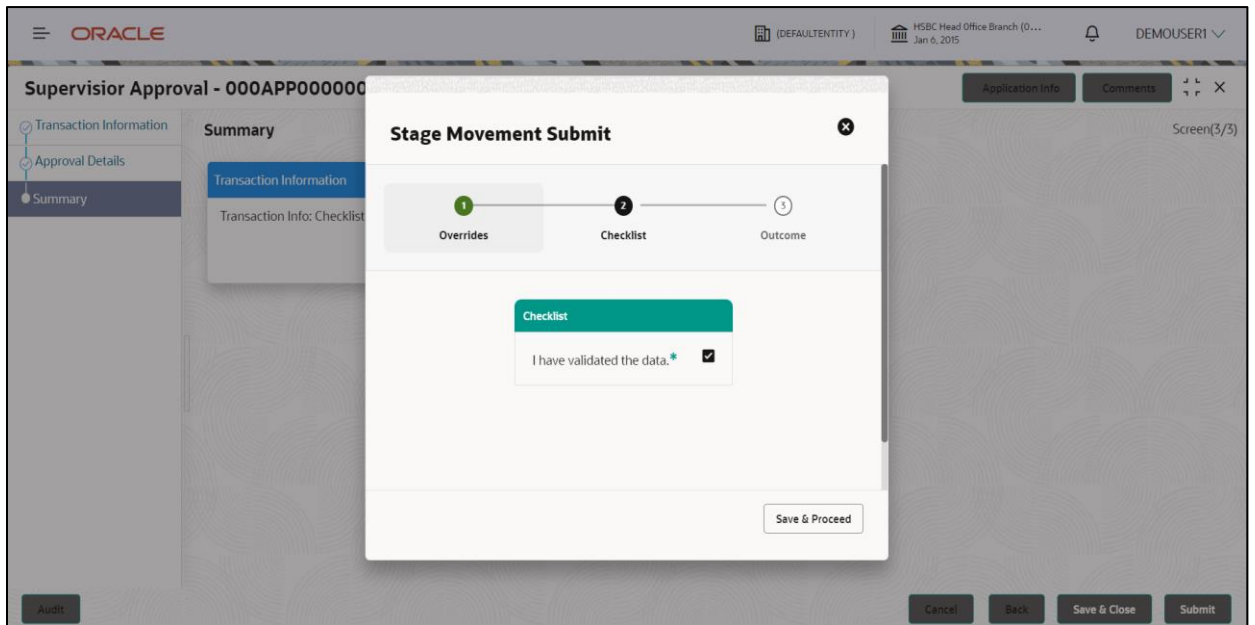 ORACLE
(DEFAULTENTITY)
HSBC Head Office Branch (0...
Jan 6, 2015
DEMOUSER1
Supervisior Approval - 000APP000000
Application Info
Comments
Transaction Information
Approval Details
Summary
Summary
Screen(3/3)
Transaction Information
Transaction Info: Checklist
Stage Movement Submit
1
2
3
Overrides
Checklist
Outcome
Checklist
I have validated the data.*
Save & Proceed
Audit
Cancel
Back
Save & Close
Submit